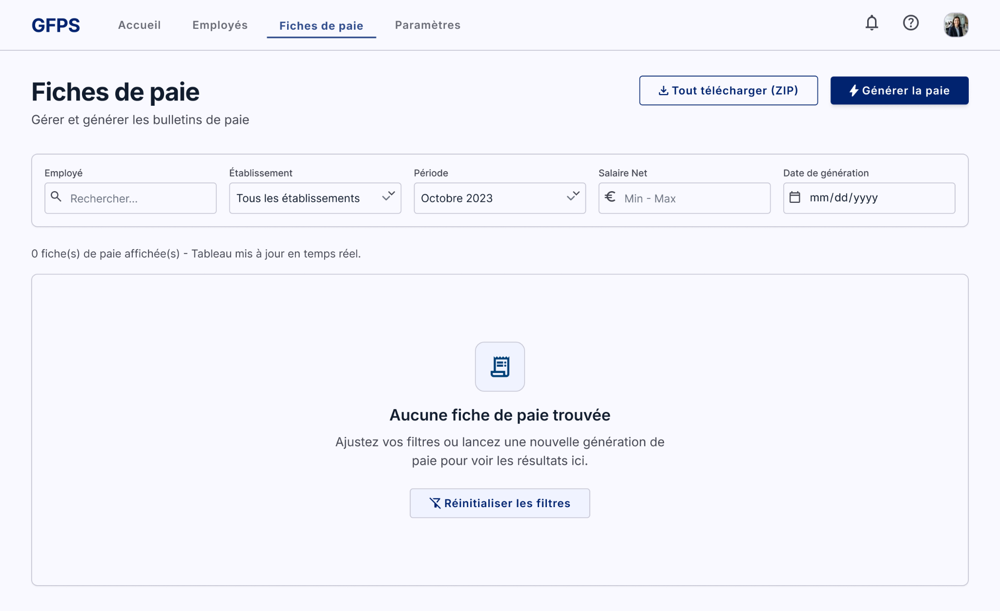 GFPS
Accueil
Employés
Fiches de paie
Paramètres
Fiches de paie
Gérer et générer les bulletins de paie
Tout télécharger (ZIP)
Générer la paie
Employé
Rechercher...
Établissement
Tous les établissements
Période
Octobre 2023
Salaire Net
€ Min - Max
Date de génération
mm/dd/yyyy
0 fiche(s) de paie affichée(s) - Tableau mis à jour en temps réel.
Aucune fiche de paie trouvée
Ajustez vos filtres ou lancez une nouvelle génération de
paie pour voir les résultats ici.
Réinitialiser les filtres